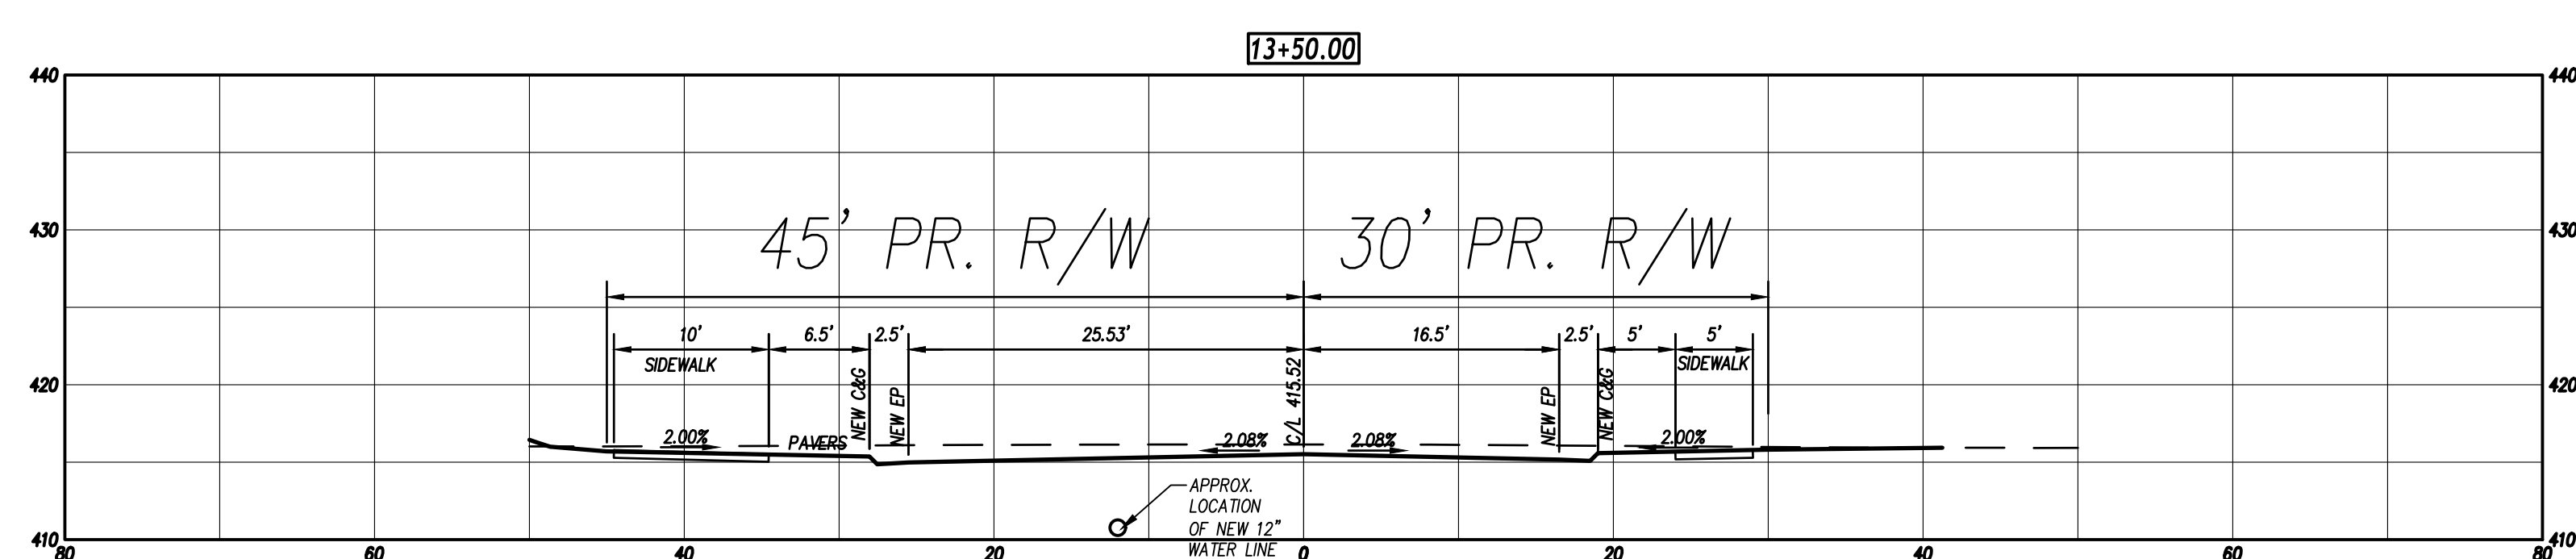 13+50.00
440 440
45' PR. R/W 30' PR. R/W
430 430
10' 6.5' 2.5' 25.53' 16.5' 2.5' 5' 5'
SIDEWALK SIDEWALK
420 420
NEW C&G
NEW EP
C/L 415.52
NEW EP
NEW C&G
2.00% PAVERS 2.08% 2.08% 2.00%
APPROX.
LOCATION
OF NEW 12"
WATER LINE
410 410
80 60 40 20 0 20 40 60 80